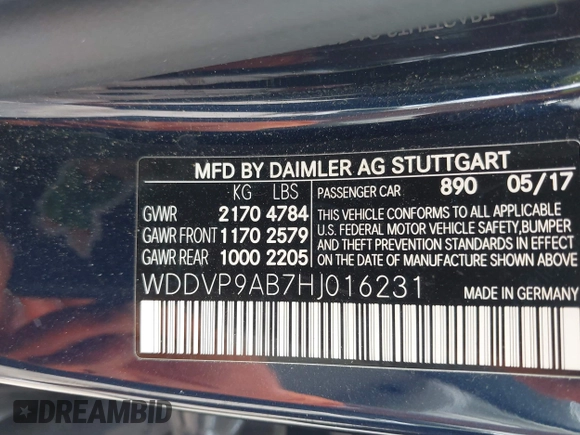 MFD BY DAIMLER AG STUTTGART
KG LBS
GVWR 2170 4784
GAWR FRONT 1170 2579
GAWR REAR 1000 2205
PASSENGER CAR 890 05/17
THIS VEHICLE CONFORMS TO ALL APPLICABLE
U.S. FEDERAL MOTOR VEHICLE SAFETY,BUMPER
AND THEFT PREVENTION STANDARDS IN EFFECT
ON THE DATE OF MANUFACTURE SHOWN ABOVE
WDDVP9AB7HJ016231
MADE IN GERMANY
DREAMBID